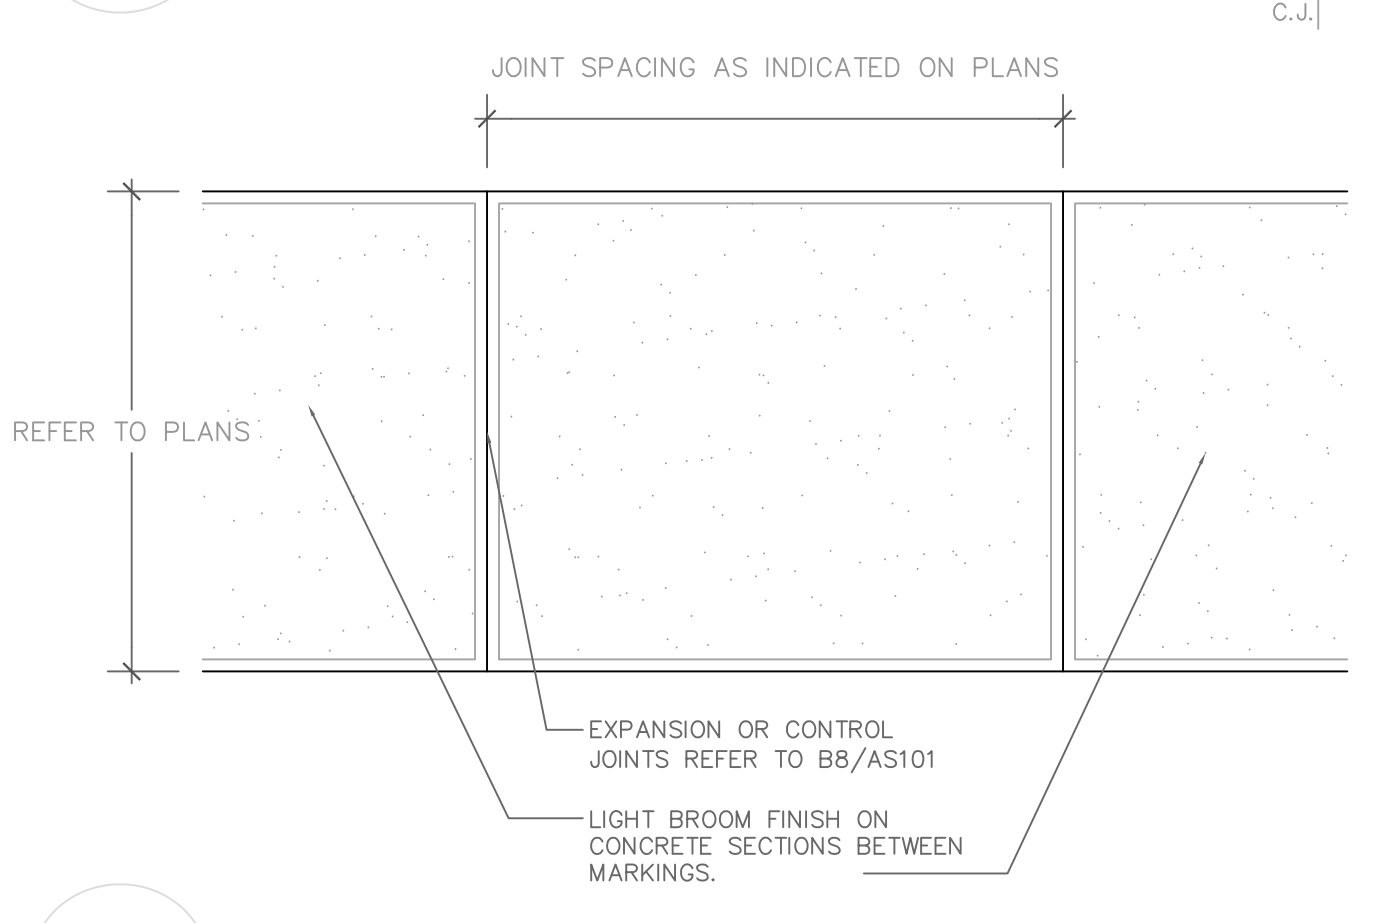 C.J.
JOINT SPACING AS INDICATED ON PLANS
REFER TO PLANS
EXPANSION OR CONTROL
JOINTS REFER TO B8/AS101
LIGHT BROOM FINISH ON
CONCRETE SECTIONS BETWEEN
MARKINGS.